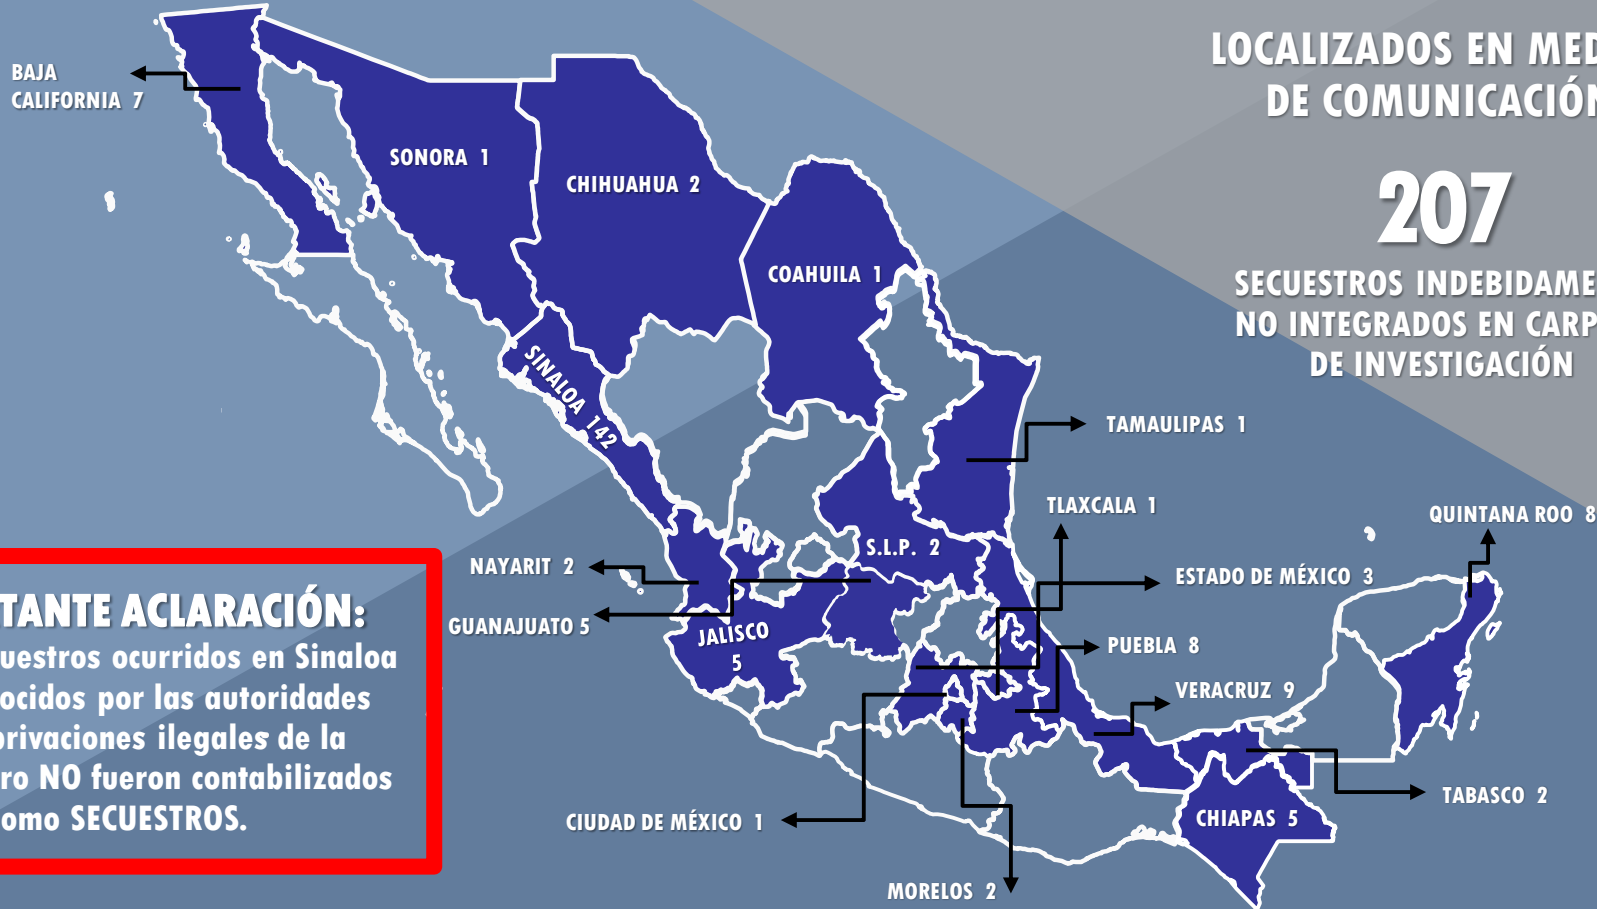 LOCALIZADOS EN MED
DE COMUNICACIÓN
207
SECUESTROS INDEBIDAME
NO INTEGRADOS EN CARP
DE INVESTIGACIÓN
BAJA
CALIFORNIA 7
SONORA 1
CHIHUAHUA 2
COAHUILA 1
SINALOA 142
TAMAULIPAS 1
TLAXCALA 1
QUINTANA ROO 8
S.L.P. 2
NAYARIT 2
ESTADO DE MÉXICO 3
GUANAJUATO 5
JALISCO
5
PUEBLA 8
VERACRUZ 9
TABASCO 2
CHIAPAS 5
CIUDAD DE MÉXICO 1
MORELOS 2
TANTE ACLARACIÓN:
uestros ocurridos en Sinaloa
ocidos por las autoridades
privaciones ilegales de la
ro NO fueron contabilizados
omo SECUESTROS.